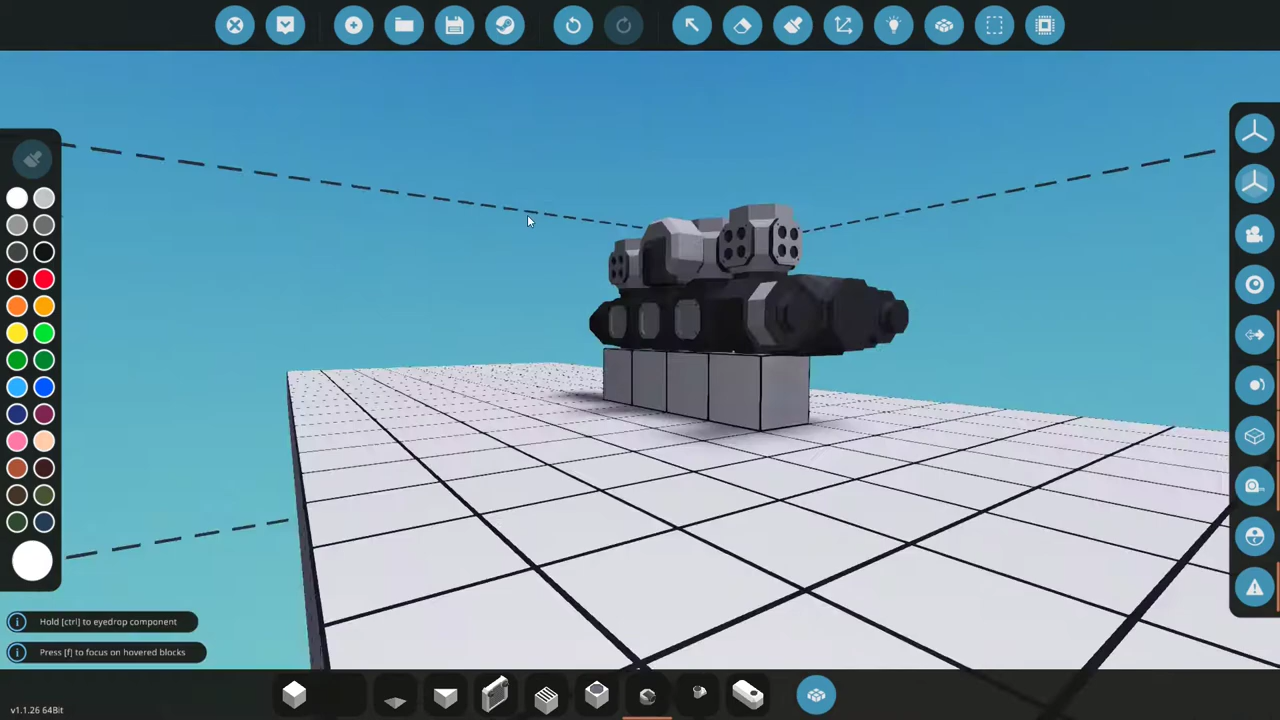 Hold [ctrl] to eyedrop component
Press [f] to focus on hovered blocks
v1.1.26 64Bit